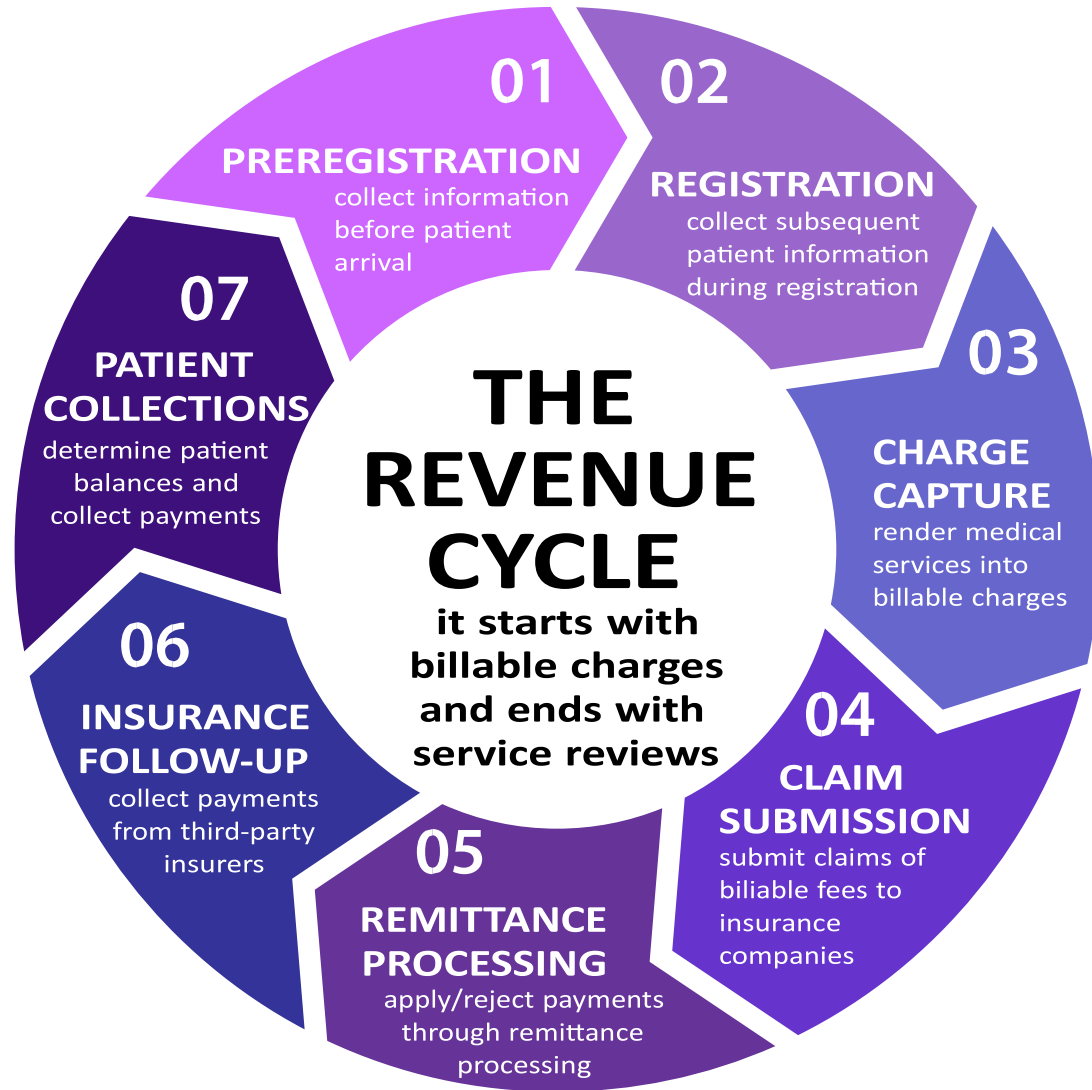 01
PREREGISTRATION
collect information
before patient
arrival
02
REGISTRATION
collect subsequent
patient information
during registration
03
CHARGE
CAPTURE
render medical
services into
billable charges
04
CLAIM
SUBMISSION
submit claims of
biliable fees to
insurance
companies
05
REMITTANCE
PROCESSING
apply/reject payments
through remittance
processing
06
INSURANCE
FOLLOW-UP
collect payments
from third-party
insurers
07
PATIENT
COLLECTIONS
determine patient
balances and
collect payments
THE
REVENUE
CYCLE
it starts with
billable charges
and ends with
service reviews